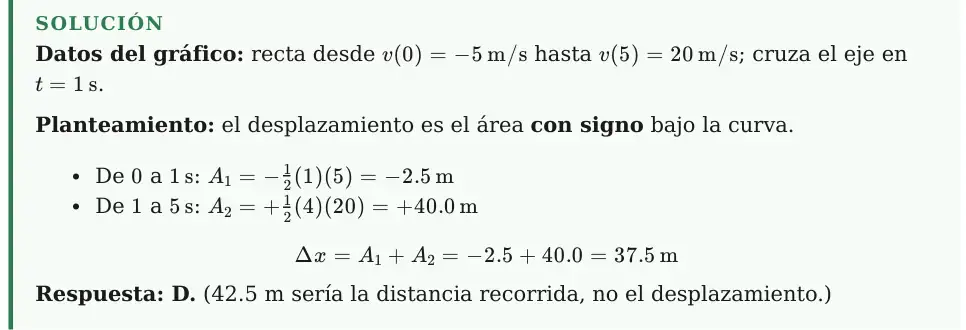 SOLUCIÓN
Datos del gráfico: recta desde v(0) = −5 m/s hasta v(5) = 20 m/s; cruza el eje en
t = 1 s.
Planteamiento: el desplazamiento es el área con signo bajo la curva.
• De 0 a 1 s: A₁ = −½(1)(5) = −2.5 m
• De 1 a 5 s: A₂ = +½(4)(20) = +40.0 m
Δx = A₁ + A₂ = −2.5 + 40.0 = 37.5 m
Respuesta: D. (42.5 m sería la distancia recorrida, no el desplazamiento.)